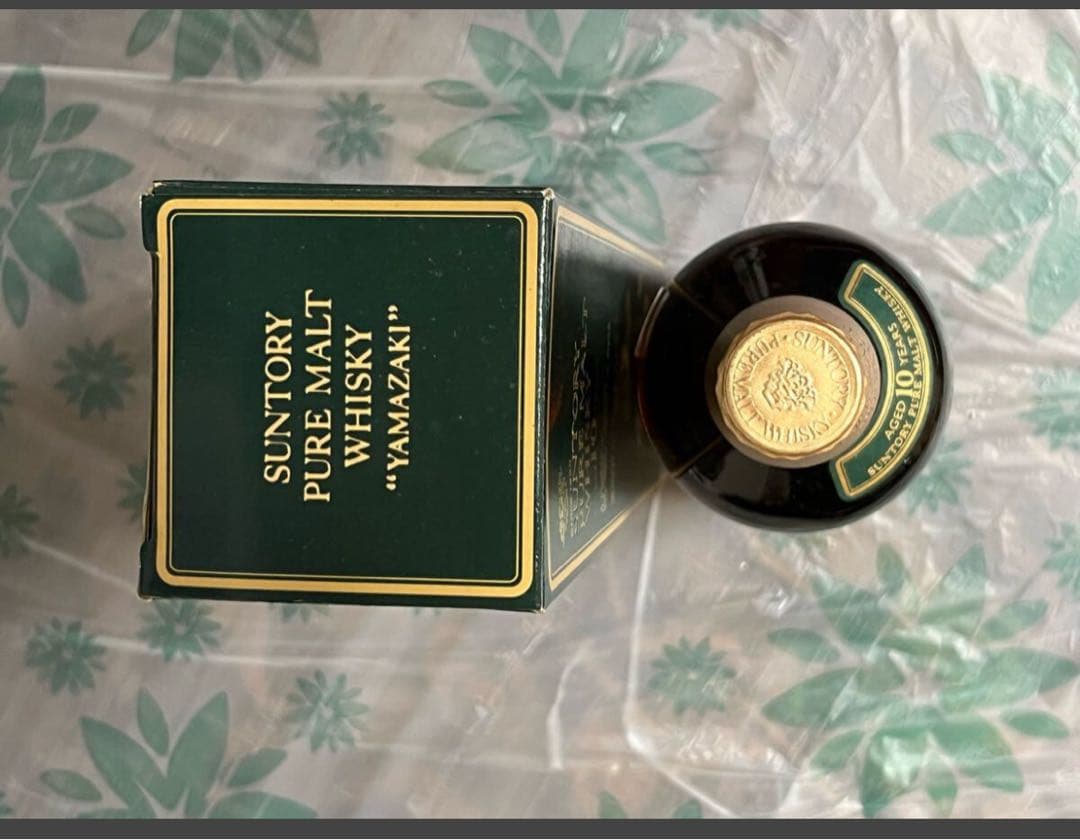 SUNTORY
PURE MALT
WHISKY
“YAMAZAKI”
AGED 10 YEARS
SUNTORY PURE MALT WHISKY
SUNTORY • PURE MALT WHISKY •